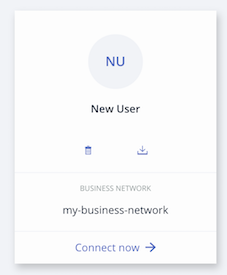 NU
New User
BUSINESS NETWORK
my-business-network
Connect now